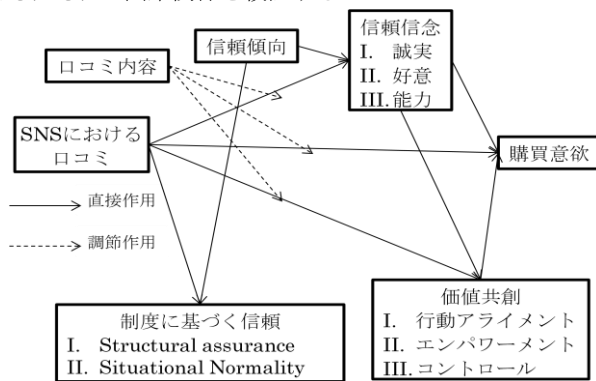 信頼傾向
信頼信念
I. 誠実
II. 好意
III. 能力
口コミ内容
SNSにおける
口コミ
購買意欲
直接作用
調節作用
制度に基づく信頼
I. Structural assurance
II. Situational Normality
価値共創
I. 行動アライメント
II. エンパワーメント
III. コントロール